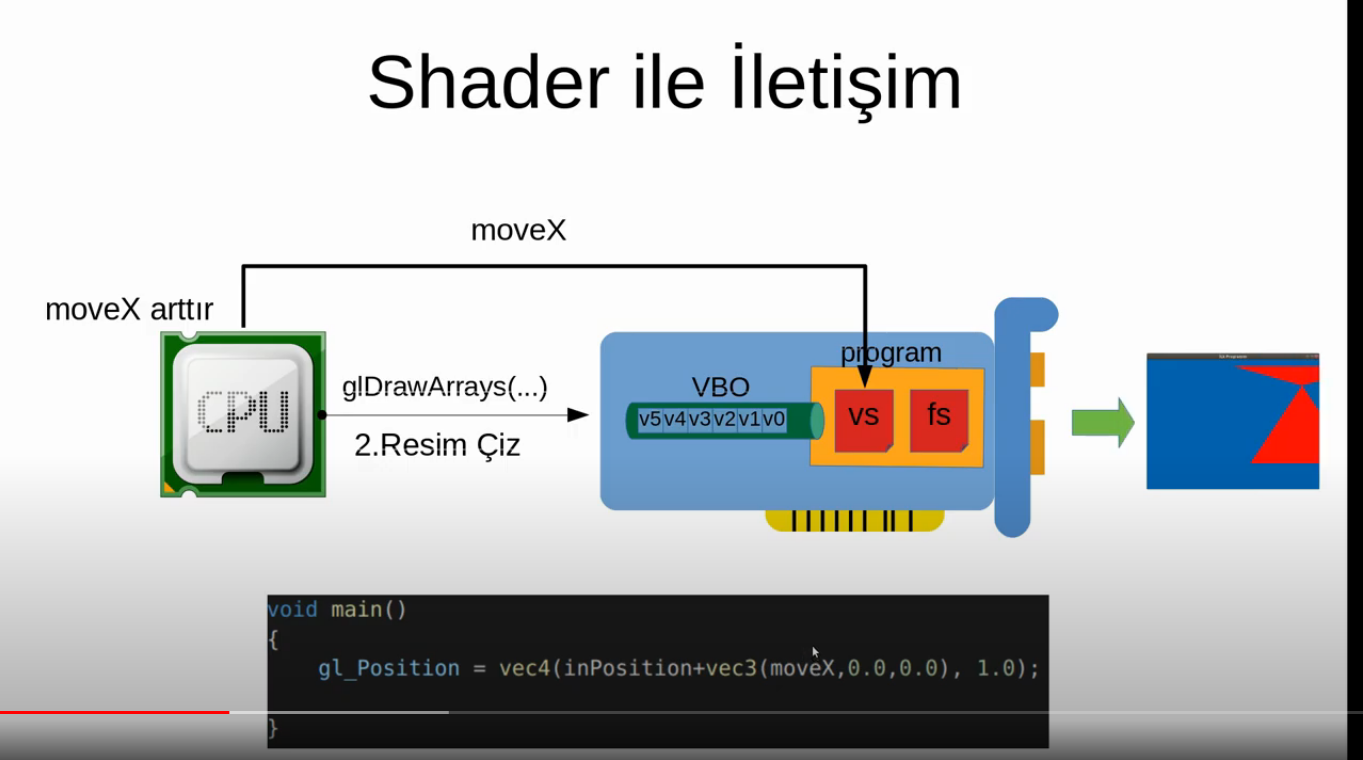 Shader ile İletişim
moveX
moveX arttır
CPU
glDrawArrays(...)
2.Resim Çiz
VBO
v5 v4 v3 v2 v1 v0
program
vs
fs
void main()
{
gl_Position = vec4(inPosition+vec3(moveX,0.0,0.0), 1.0);
}